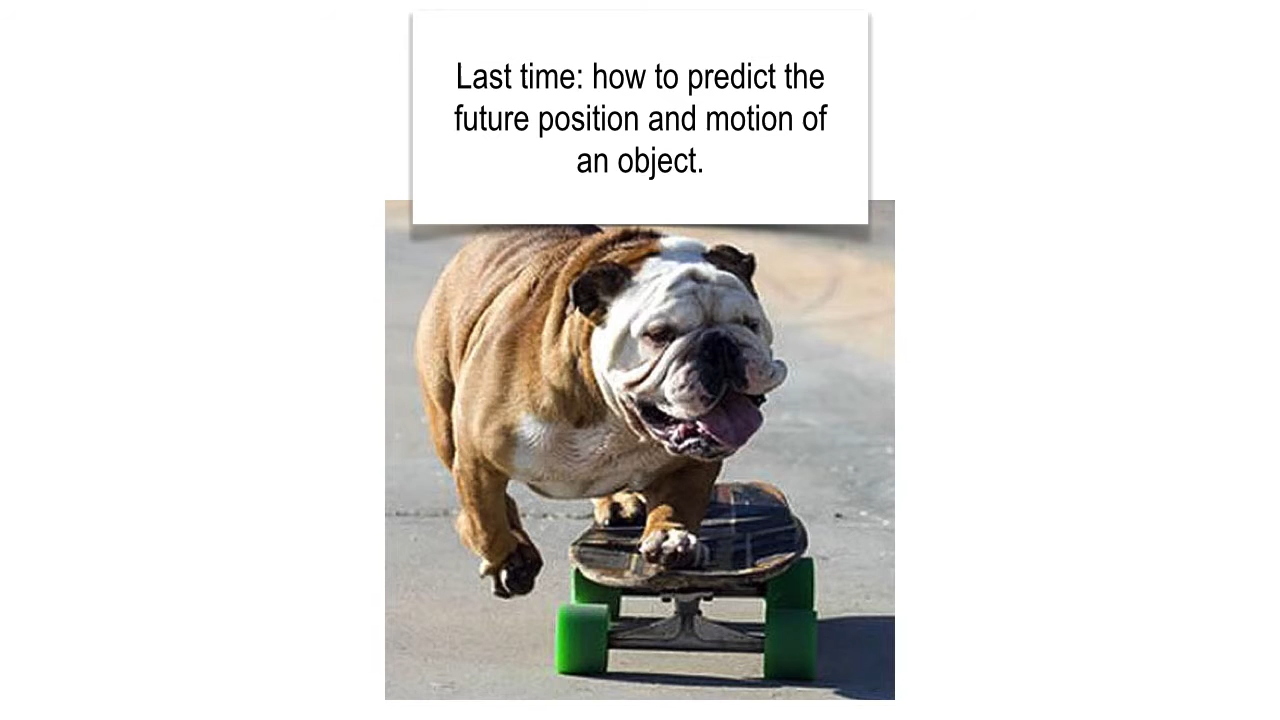 Last time: how to predict the
future position and motion of
an object.